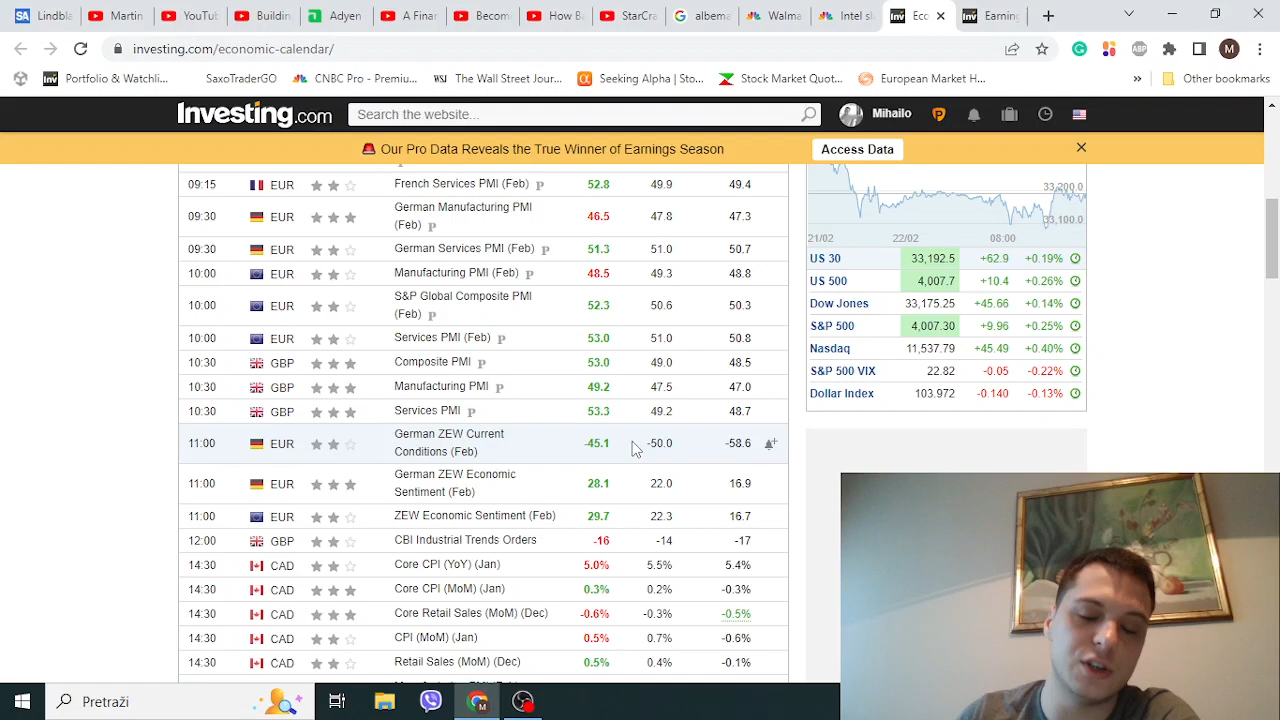 Lindbla
Martin
YouTu
Buildin
Adyen
A Finar
Becom
How Ba
StarCra
albema
Walma
Intel sl
Eco
Earning
investing.com/economic-calendar/
ABP
M
Portfolio & Watchli...
SaxoTraderGO
CNBC Pro - Premiu...
WSJ The Wall Street Jour...
Seeking Alpha | Sto...
Stock Market Quot...
European Market H...
»
Other bookmarks
Investing.com
Search the website...
Mihailo
Our Pro Data Reveals the True Winner of Earnings Season
Access Data
09:15 EUR French Services PMI (Feb) P 52.8 49.9 49.4
09:30 EUR German Manufacturing PMI (Feb) P 46.5 47.8 47.3
09:30 EUR German Services PMI (Feb) P 51.3 51.0 50.7
10:00 EUR Manufacturing PMI (Feb) P 48.5 49.3 48.8
10:00 EUR S&P Global Composite PMI (Feb) P 52.3 50.6 50.3
10:00 EUR Services PMI (Feb) P 53.0 51.0 50.8
10:30 GBP Composite PMI P 53.0 49.0 48.5
10:30 GBP Manufacturing PMI P 49.2 47.5 47.0
10:30 GBP Services PMI P 53.3 49.2 48.7
11:00 EUR German ZEW Current Conditions (Feb) -45.1 -50.0 -58.6
11:00 EUR German ZEW Economic Sentiment (Feb) 28.1 22.0 16.9
11:00 EUR ZEW Economic Sentiment (Feb) 29.7 22.3 16.7
12:00 GBP CBI Industrial Trends Orders -16 -14 -17
14:30 CAD Core CPI (YoY) (Jan) 5.0% 5.5% 5.4%
14:30 CAD Core CPI (MoM) (Jan) 0.3% 0.2% -0.3%
14:30 CAD Core Retail Sales (MoM) (Dec) -0.6% -0.3% -0.5%
14:30 CAD CPI (MoM) (Jan) 0.5% 0.7% -0.6%
14:30 CAD Retail Sales (MoM) (Dec) 0.5% 0.4% -0.1%
33,200.0
33,100.0
21/02 22/02 08:00
US 30 33,192.5 +62.9 +0.19%
US 500 4,007.7 +10.4 +0.26%
Dow Jones 33,175.25 +45.66 +0.14%
S&P 500 4,007.30 +9.96 +0.25%
Nasdaq 11,537.79 +45.49 +0.40%
S&P 500 VIX 22.82 -0.05 -0.22%
Dollar Index 103.972 -0.140 -0.13%
Pretraži